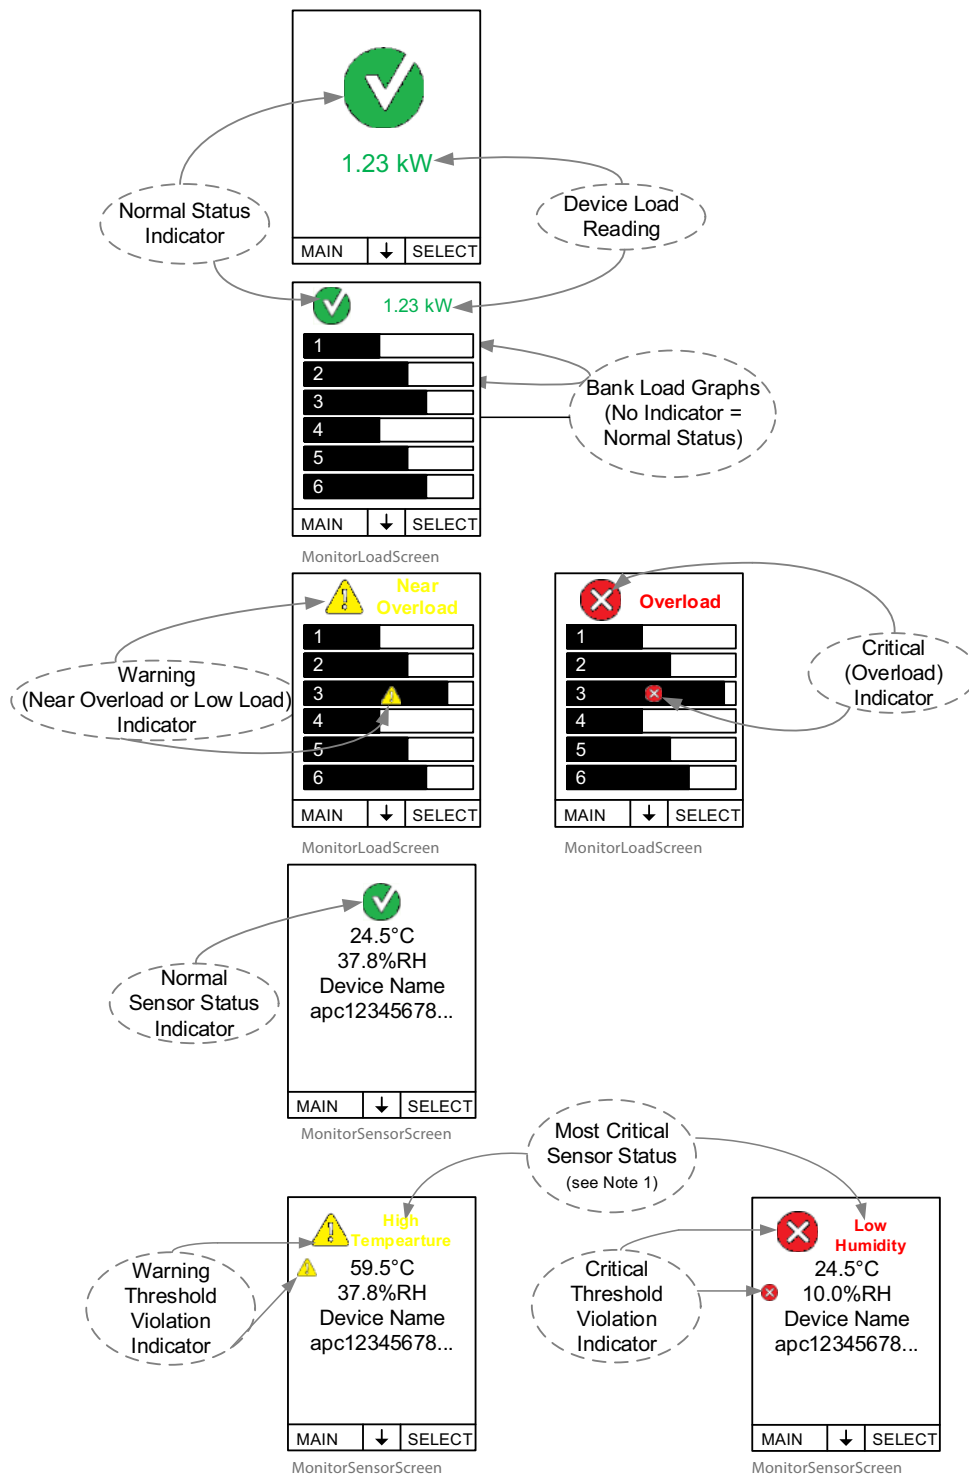 1.23 kW
Normal Status
Indicator
Device Load
Reading
MAIN
SELECT
1.23 kW
1
2
3
4
5
6
Bank Load Graphs
(No Indicator =
Normal Status)
MAIN
SELECT
MonitorLoadScreen
Near
Overload
1
2
3
4
5
6
Warning
(Near Overload or Low Load)
Indicator
MAIN
SELECT
MonitorLoadScreen
Overload
1
2
3
4
5
6
Critical
(Overload)
Indicator
MAIN
SELECT
MonitorLoadScreen
24.5°C
37.8%RH
Device Name
apc12345678...
Normal
Sensor Status
Indicator
MAIN
SELECT
MonitorSensorScreen
Most Critical
Sensor Status
(see Note 1)
High
Tempearture
59.5°C
37.8%RH
Device Name
apc12345678...
Warning
Threshold
Violation
Indicator
MAIN
SELECT
MonitorSensorScreen
Low
Humidity
24.5°C
10.0%RH
Device Name
apc12345678...
Critical
Threshold
Violation
Indicator
MAIN
SELECT
MonitorSensorScreen